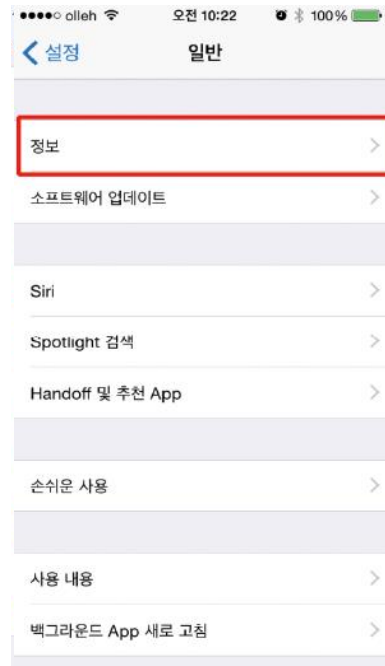 olleh 오전 10:22 100%
설정 일반
정보
소프트웨어 업데이트
Siri
Spotlight 검색
Handoff 및 추천 App
손쉬운 사용
사용 내용
백그라운드 App 새로 고침